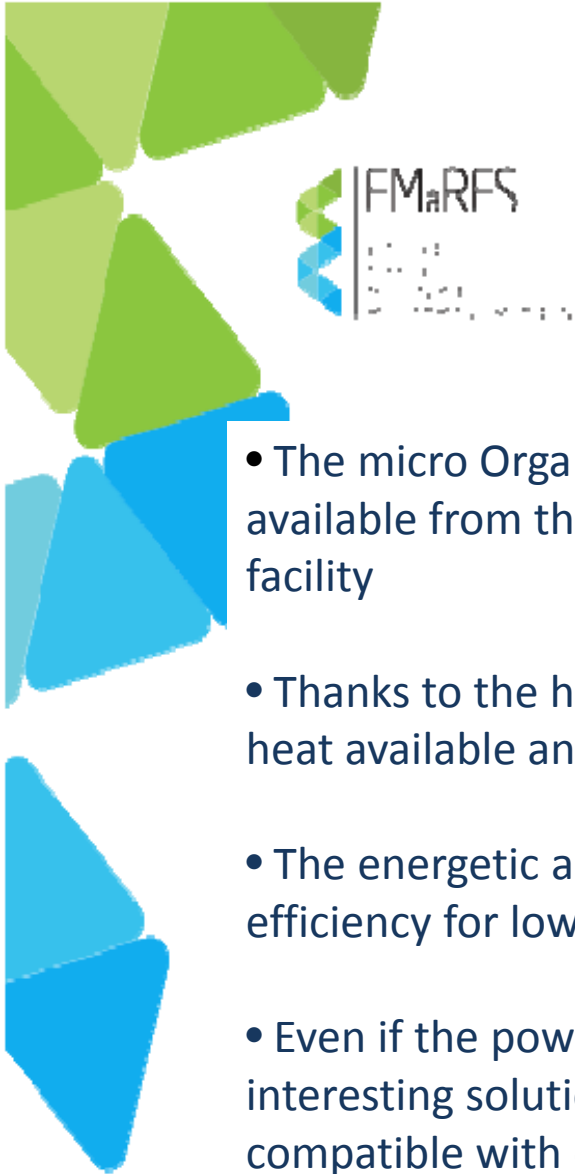 FMaRFS
• The micro Orga
available from th
facility
• Thanks to the h
heat available an
• The energetic a
efficiency for low
• Even if the pow
interesting soluti
compatible with